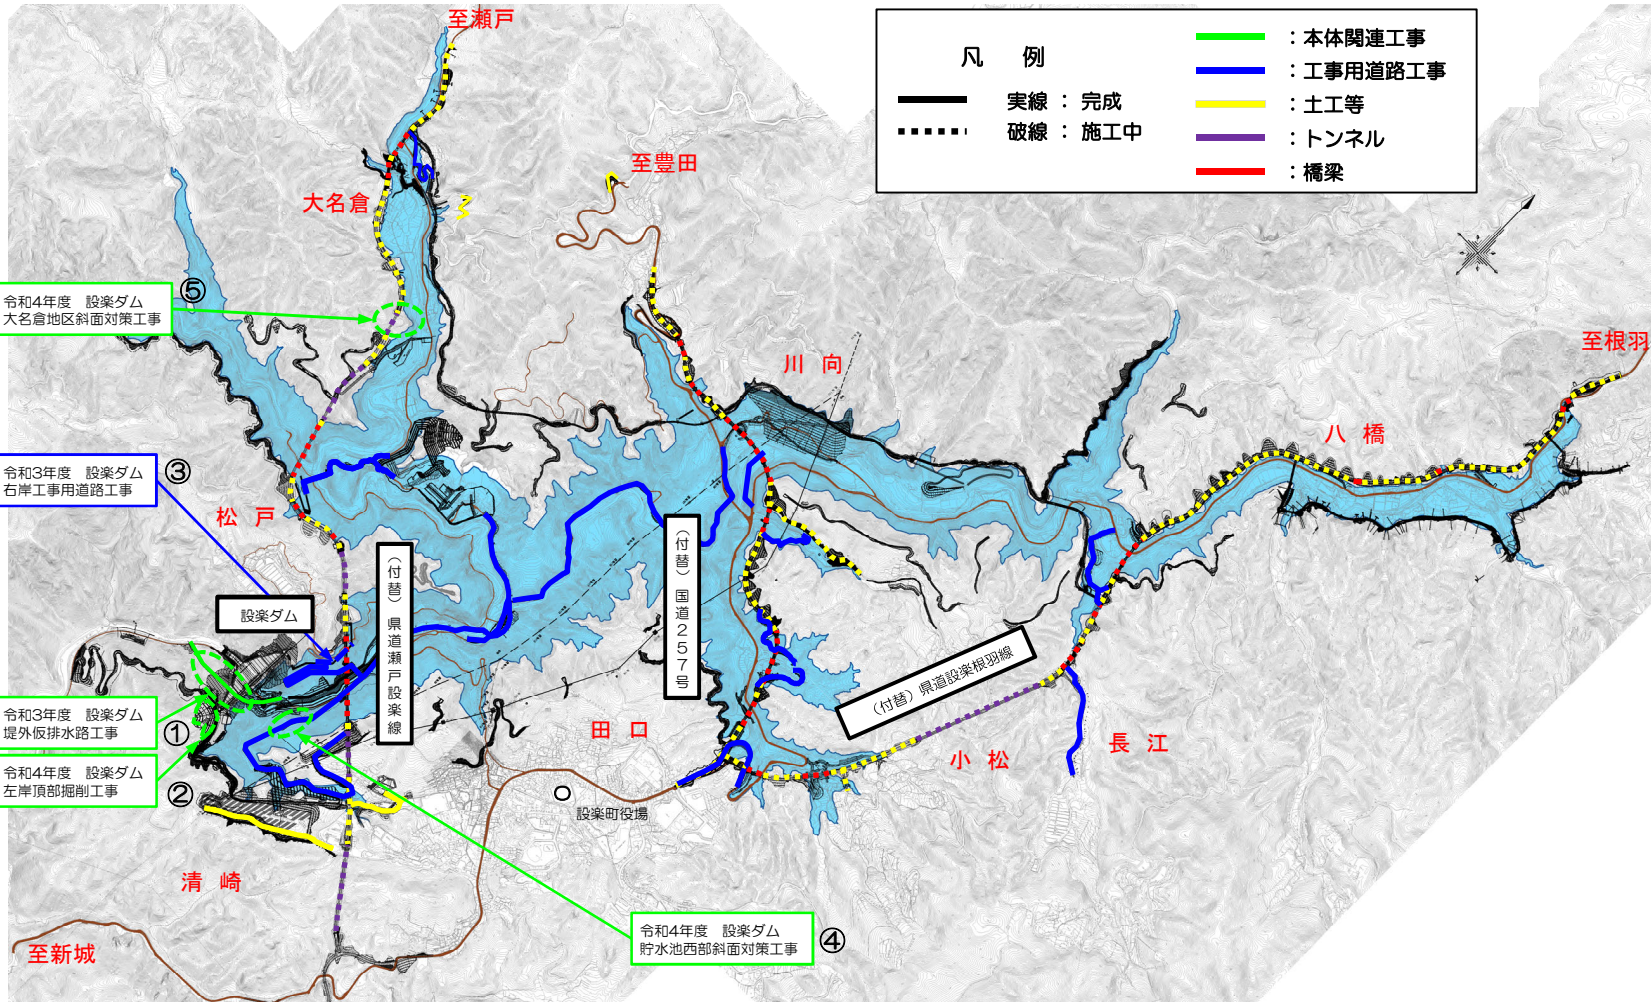 至瀬戸
凡 例
実線 ： 完成
破線 ： 施工中
：本体関連工事
：工事用道路工事
：土工等
：トンネル
：橋梁
至豊田
大名倉
⑤
令和4年度 設楽ダム
大名倉地区斜面対策工事
川 向
至根羽
八 橋
③
令和3年度 設楽ダム
右岸工事用道路工事
松 戸
（付替）県道瀬戸設楽線
（付替）国道２５７号
設楽ダム
（付替）県道設楽根羽線
令和3年度 設楽ダム
堤外仮排水路工事
①
田 口
小 松
長 江
令和4年度 設楽ダム
左岸頂部掘削工事
②
設楽町役場
清 崎
令和4年度 設楽ダム
貯水池西部斜面対策工事
④
至新城